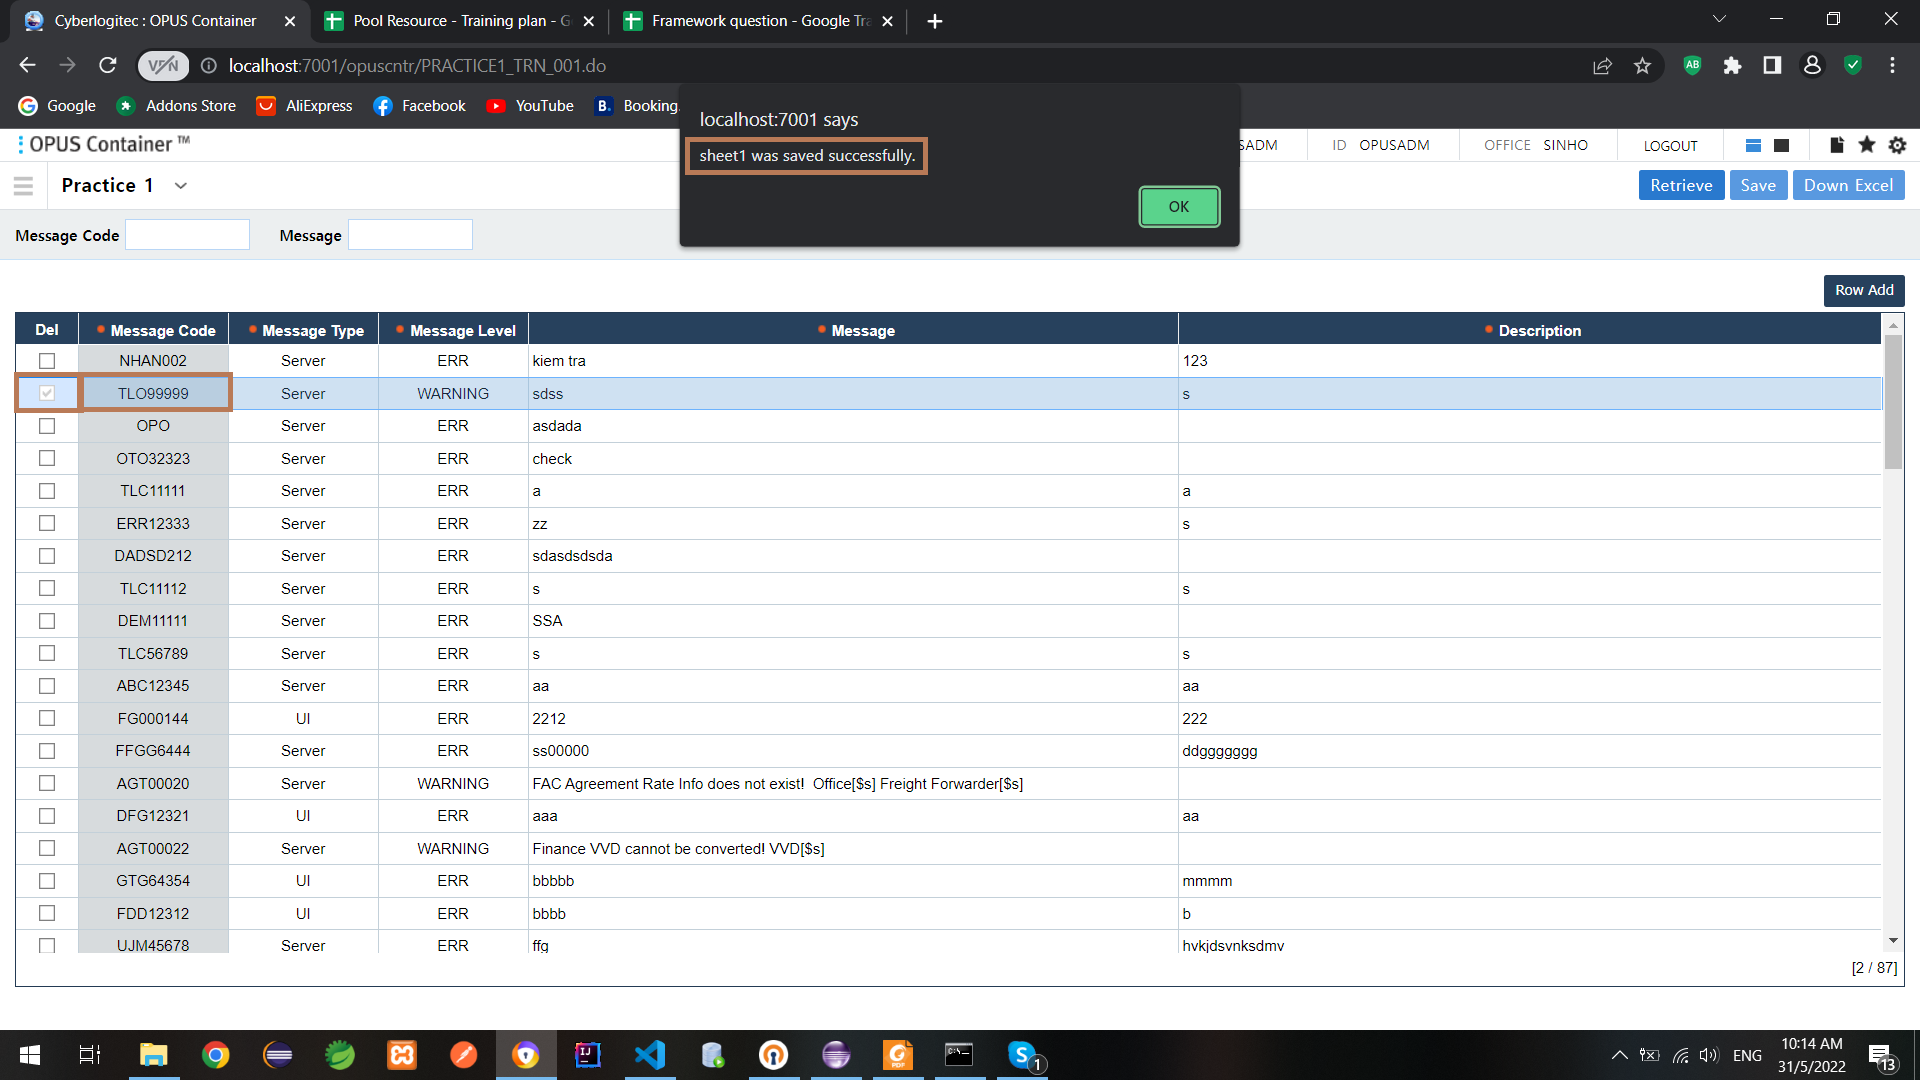 Cyberlogitec : OPUS Container
Pool Resource - Training plan - G
Framework question - Google Tra
VPN
localhost:7001/opuscntr/PRACTICE1_TRN_001.do
Google
Addons Store
AliExpress
Facebook
YouTube
Booking
localhost:7001 says
sheet1 was saved successfully.
OK
OPUS Container ™
SADM
ID OPUSADM
OFFICE SINHO
LOGOUT
Practice 1
Retrieve
Save
Down Excel
Message Code
Message
Row Add
Del Message Code Message Type Message Level Message Description
NHAN002 Server ERR kiem tra 123
TLO99999 Server WARNING sdss s
OPO Server ERR asdada
OTO32323 Server ERR check
TLC11111 Server ERR a a
ERR12333 Server ERR zz s
DADSD212 Server ERR sdasdsdsda
TLC11112 Server ERR s s
DEM11111 Server ERR SSA
TLC56789 Server ERR s s
ABC12345 Server ERR aa aa
FG000144 UI ERR 2212 222
FFGG6444 Server ERR ss00000 ddggggggg
AGT00020 Server WARNING FAC Agreement Rate Info does not exist!  Office[$s] Freight Forwarder[$s]
DFG12321 UI ERR aaa aa
AGT00022 Server WARNING Finance VVD cannot be converted! VVD[$s]
GTG64354 UI ERR bbbbb mmmm
FDD12312 UI ERR bbbb b
UJM45678 Server ERR ffg hvkjdsvnksdmv
[2 / 87]
ENG
10:14 AM
31/5/2022
1
13